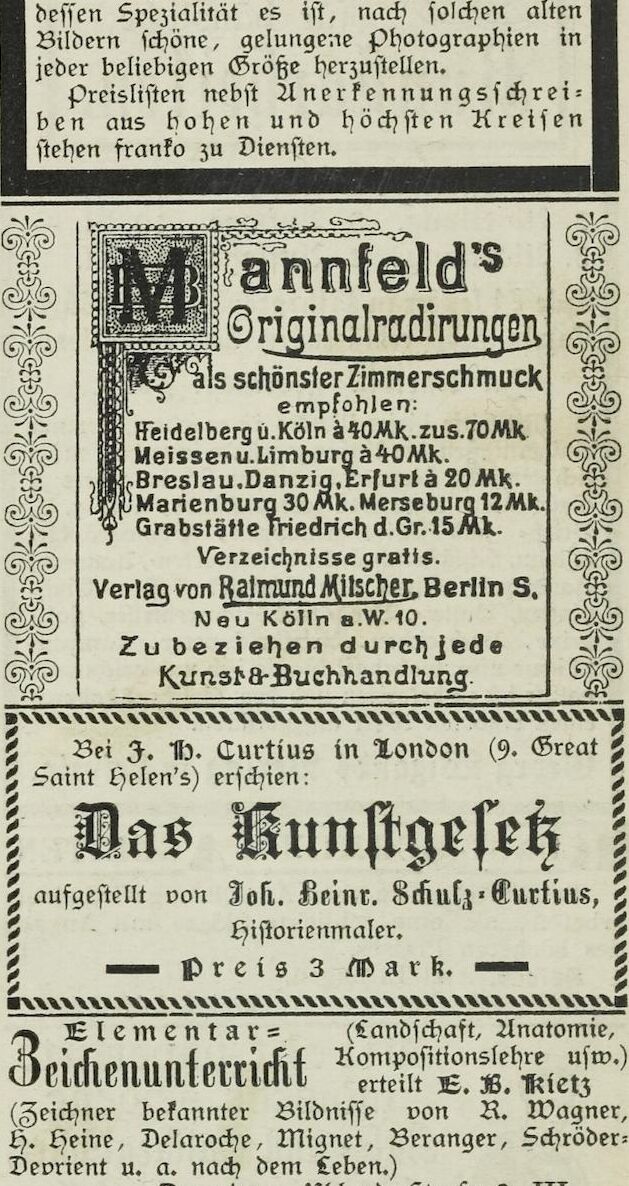 dessen Spezialität es ist, nach solchen alten
Bildern schöne, gelungene Photographien in
jeder beliebigen Größe herzustellen.
Preislisten nebst Anerkennungsschrei-
ben aus hohen und höchsten Kreisen
stehen franko zu Diensten.
Mannfeld's
Originalradirungen
als schönster Zimmerschmuck
empfohlen:
Heidelberg u. Köln à 40 Mk. zus. 70 Mk.
Meissen u. Limburg à 40 Mk.
Breslau, Danzig, Erfurt à 20 Mk.
Marienburg 30 Mk. Merseburg 12 Mk.
Grabstätte Friedrich d. Gr. 15 Mk.
Verzeichnisse gratis.
Verlag von Raimund Mitscher, Berlin S.
Neu Kölln a. W. 10.
Zu beziehen durch jede
Kunst & Buchhandlung.
Bei J. H. Curtius in London (9. Great
Saint Helen's) erschien:
Das Kunstgesetz
aufgestellt von Joh. Heinr. Schulz-Curtius,
Historienmaler.
Preis 3 Mark.
Elementar- (Landschaft, Anatomie,
Zeichenunterricht Kompositionslehre usw.)
erteilt E. B. Kietz
(Zeichner bekannter Bildnisse von R. Wagner,
H. Heine, Delaroche, Mignet, Beranger, Schröder-
Devrient u. a. nach dem Leben.)